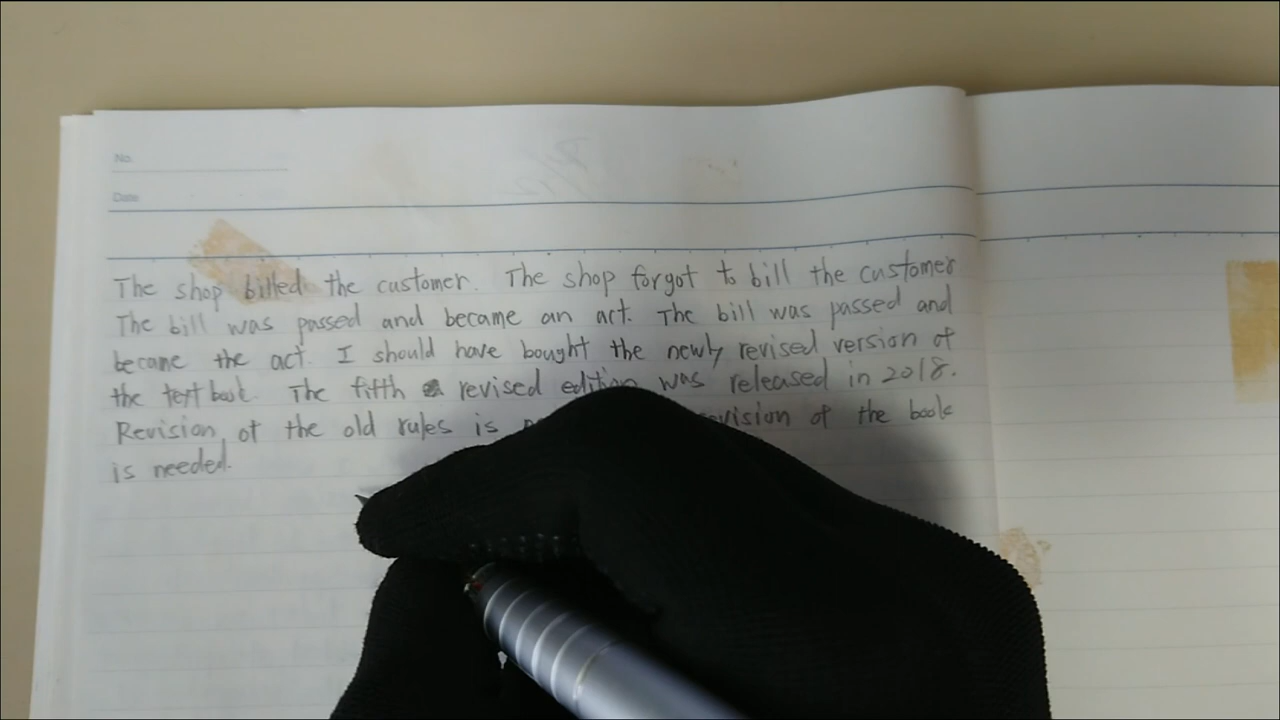 No.
Date
The shop billed the customer. The shop forgot to bill the customer
The bill was passed and became an act. The bill was passed and
became the act. I should have bought the newly revised version of
the text book. The fifth revised edition was released in 2018.
Revision of the old rules is of the book
is needed.